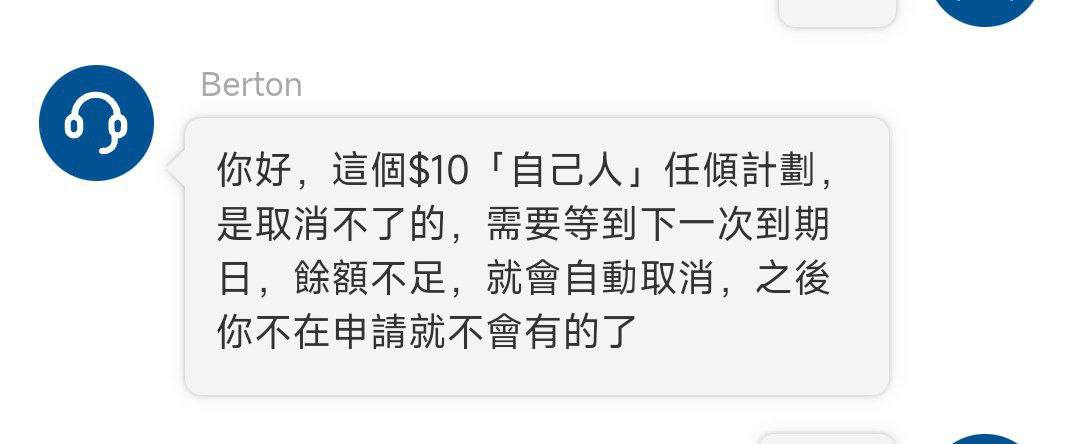 Berton
你好，這個$10「自己人」任傾計劃，
是取消不了的，需要等到下一次到期
日，餘額不足，就會自動取消，之後
你不在申請就不會有的了